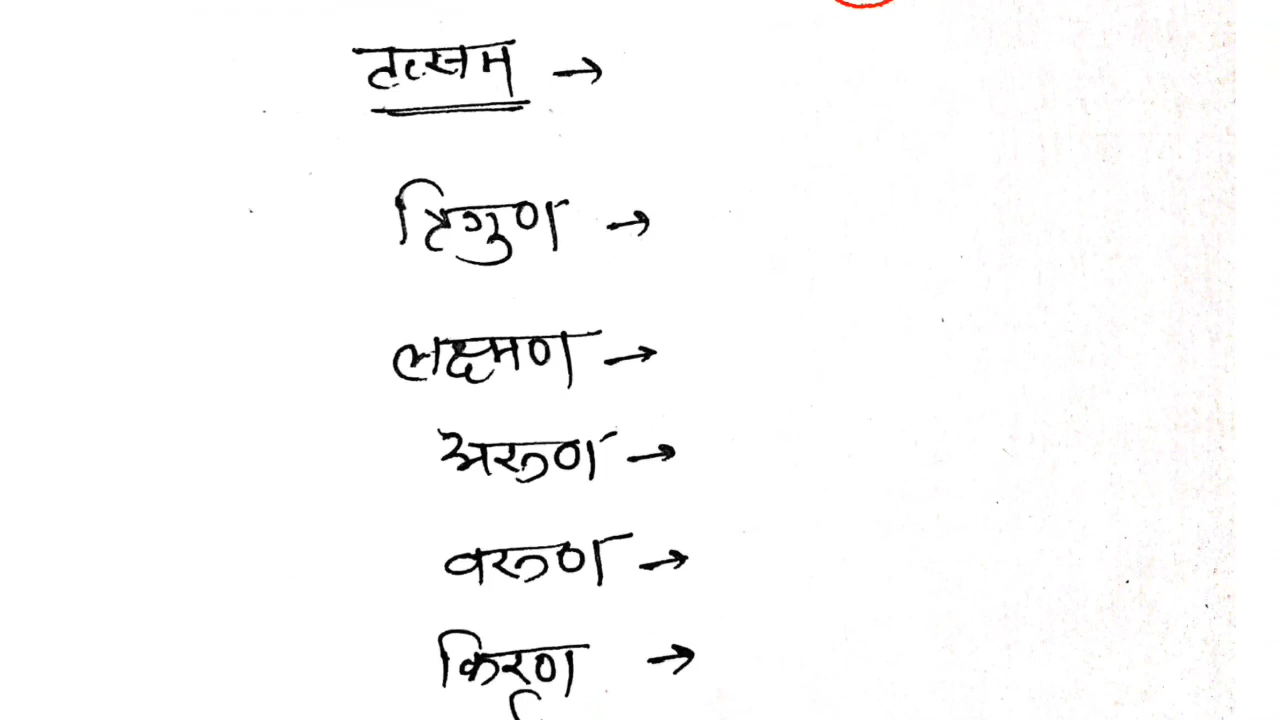 तत्सम →
त्रिगुण →
लक्ष्मण →
अरुण →
वरुण →
किरण →